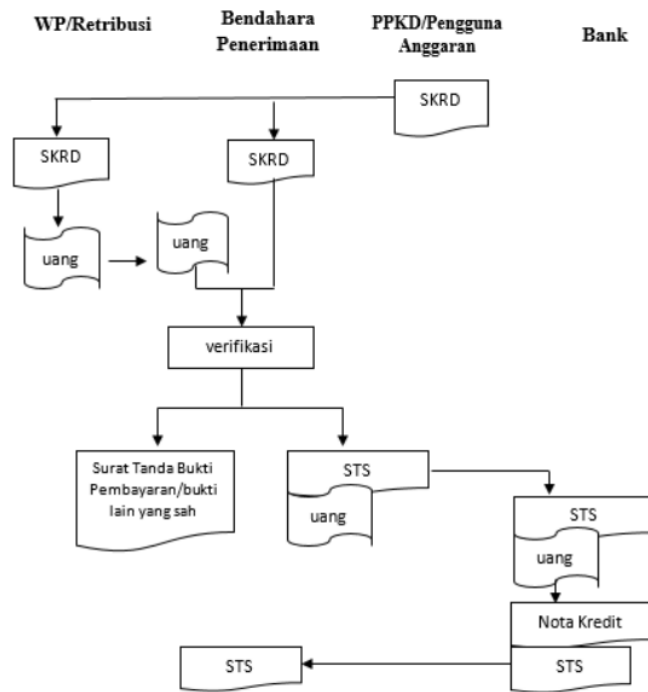 WP/Retribusi
Bendahara
Penerimaan
PPKD/Pengguna
Anggaran
Bank
SKRD
SKRD
SKRD
uang
uang
verifikasi
Surat Tanda Bukti
Pembayaran/bukti
lain yang sah
STS
uang
STS
uang
Nota Kredit
STS
STS